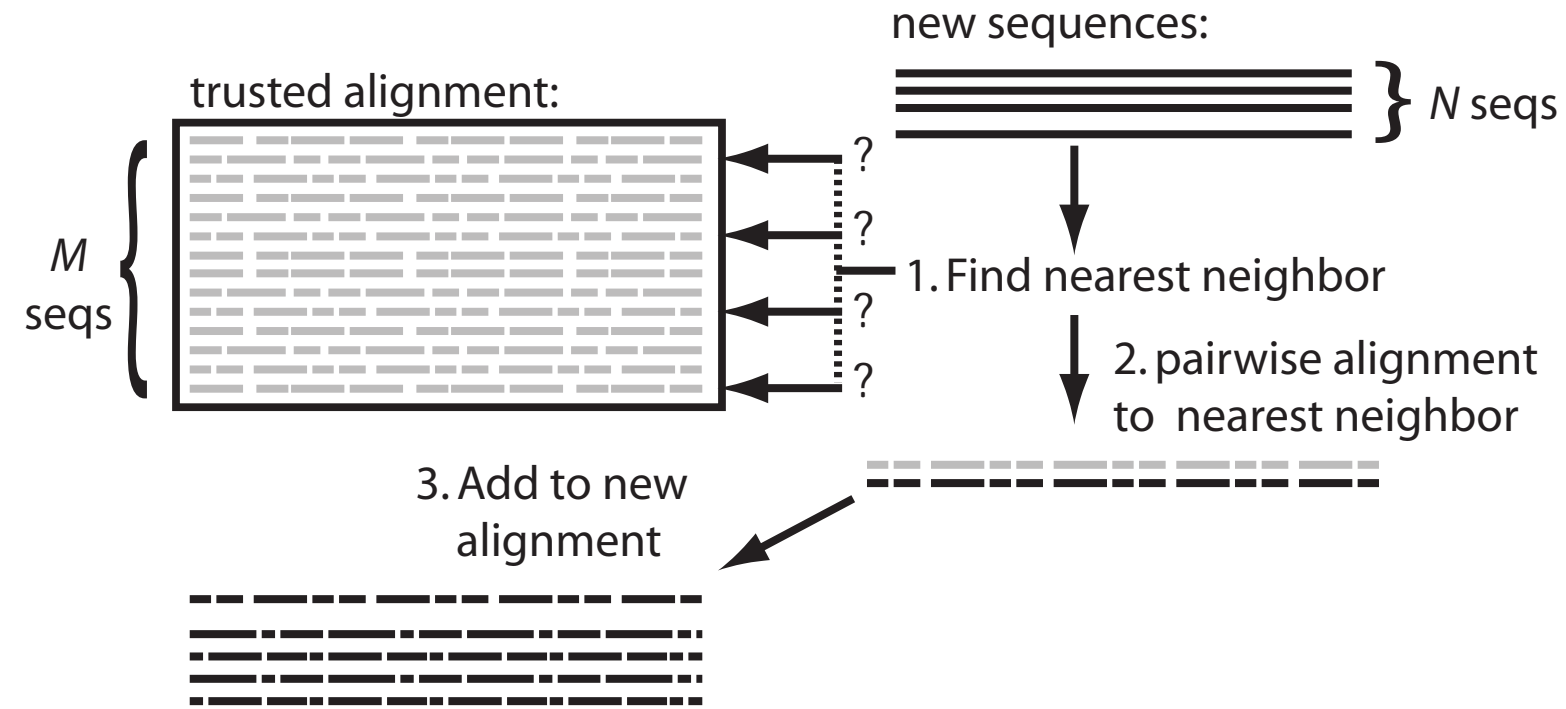 new sequences:
N seqs
trusted alignment:
M
seqs
?
?
?
?
1. Find nearest neighbor
2. pairwise alignment
to nearest neighbor
3. Add to new
alignment